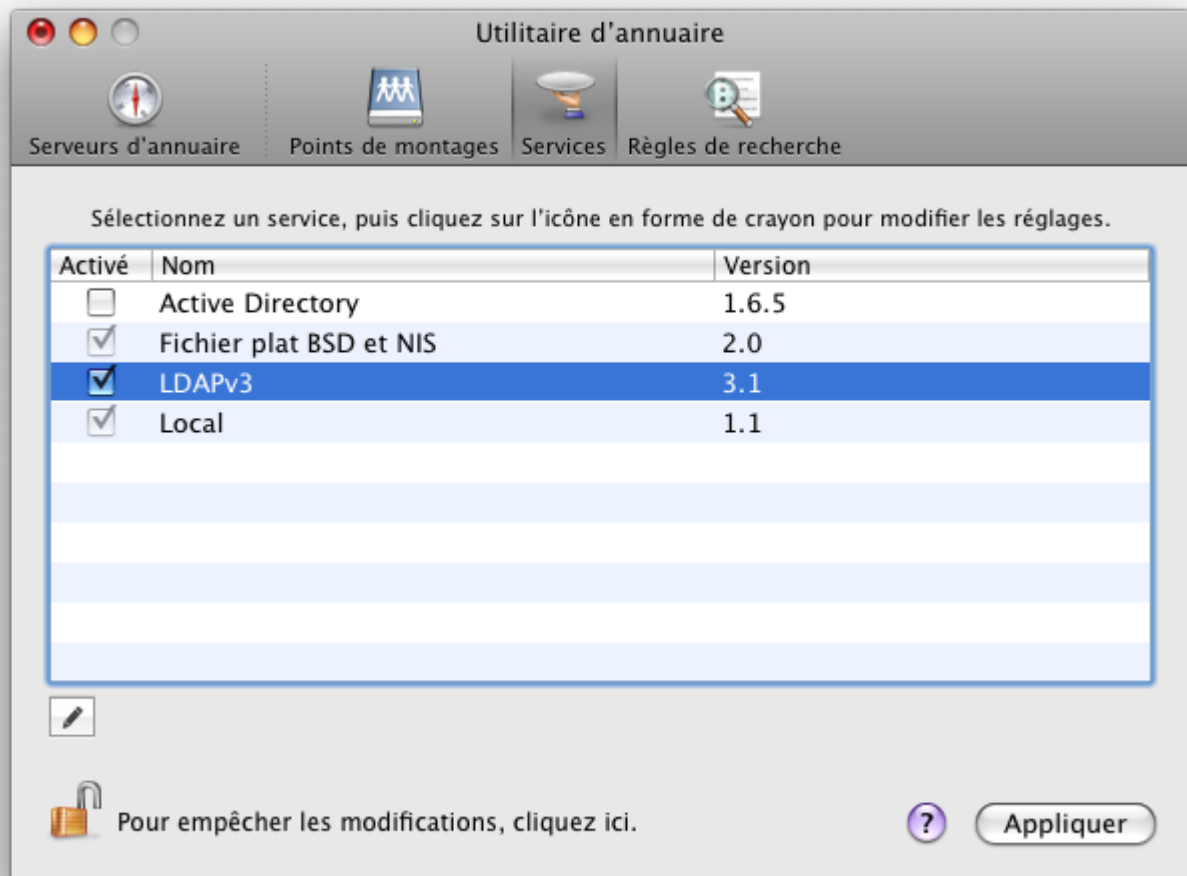 Utilitaire d’annuaire
Serveurs d’annuaire Points de montages Services Règles de recherche
Sélectionnez un service, puis cliquez sur l’icône en forme de crayon pour modifier les réglages.
Activé Nom Version
Active Directory 1.6.5
Fichier plat BSD et NIS 2.0
LDAPv3 3.1
Local 1.1
Pour empêcher les modifications, cliquez ici. ? Appliquer